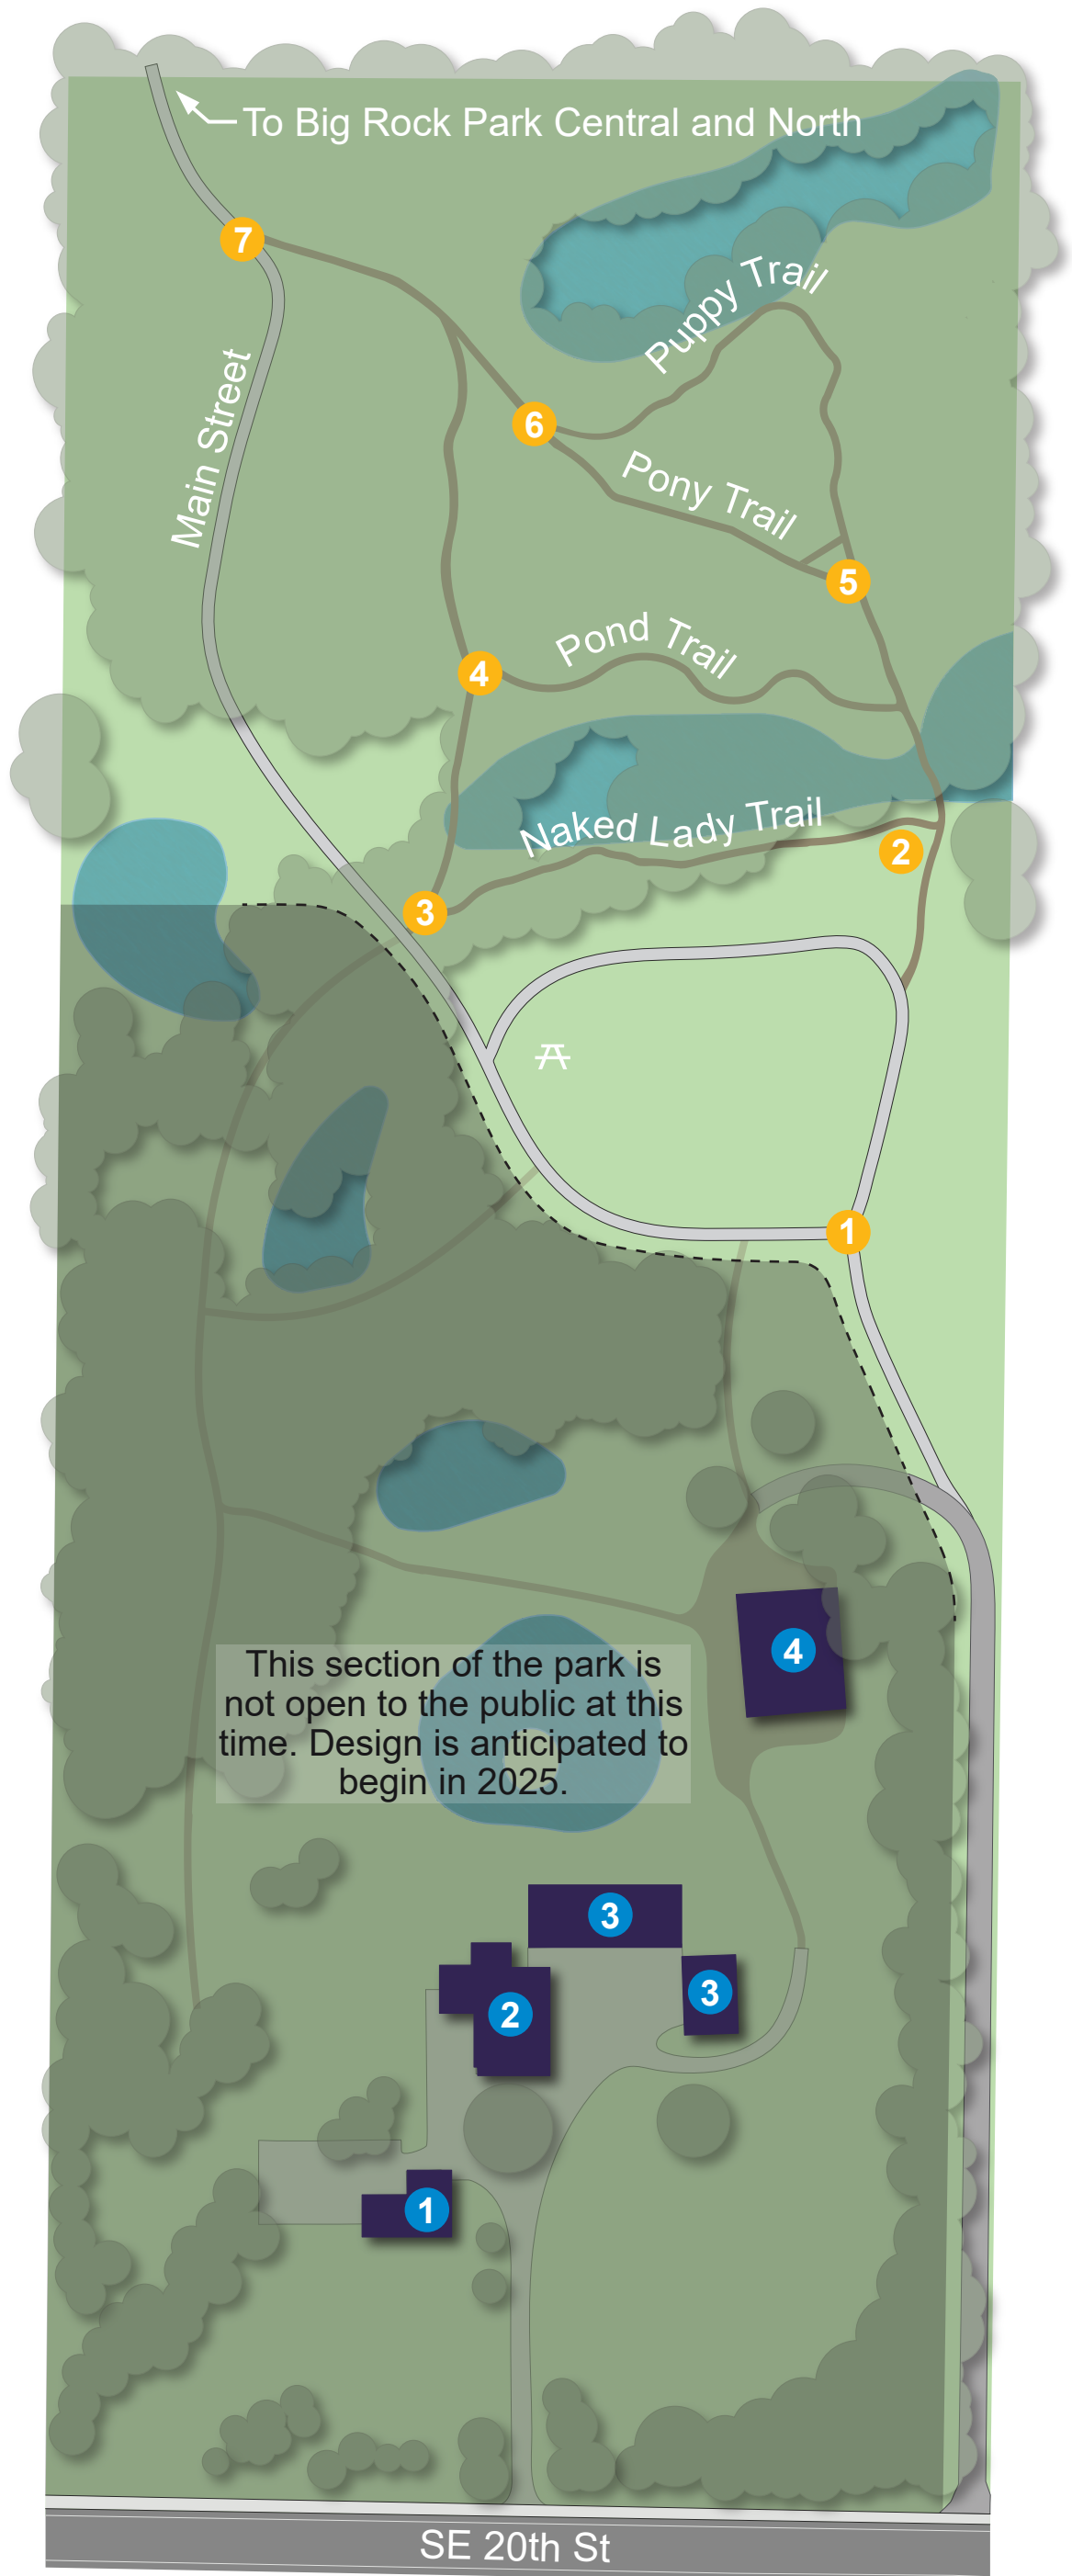 To Big Rock Park Central and North
7
Puppy Trail
Main Street
6
Pony Trail
5
Pond Trail
4
Naked Lady Trail
2
3
1
This section of the park is
not open to the public at this
time. Design is anticipated to
begin in 2025.
4
3
3
2
1
SE 20th St